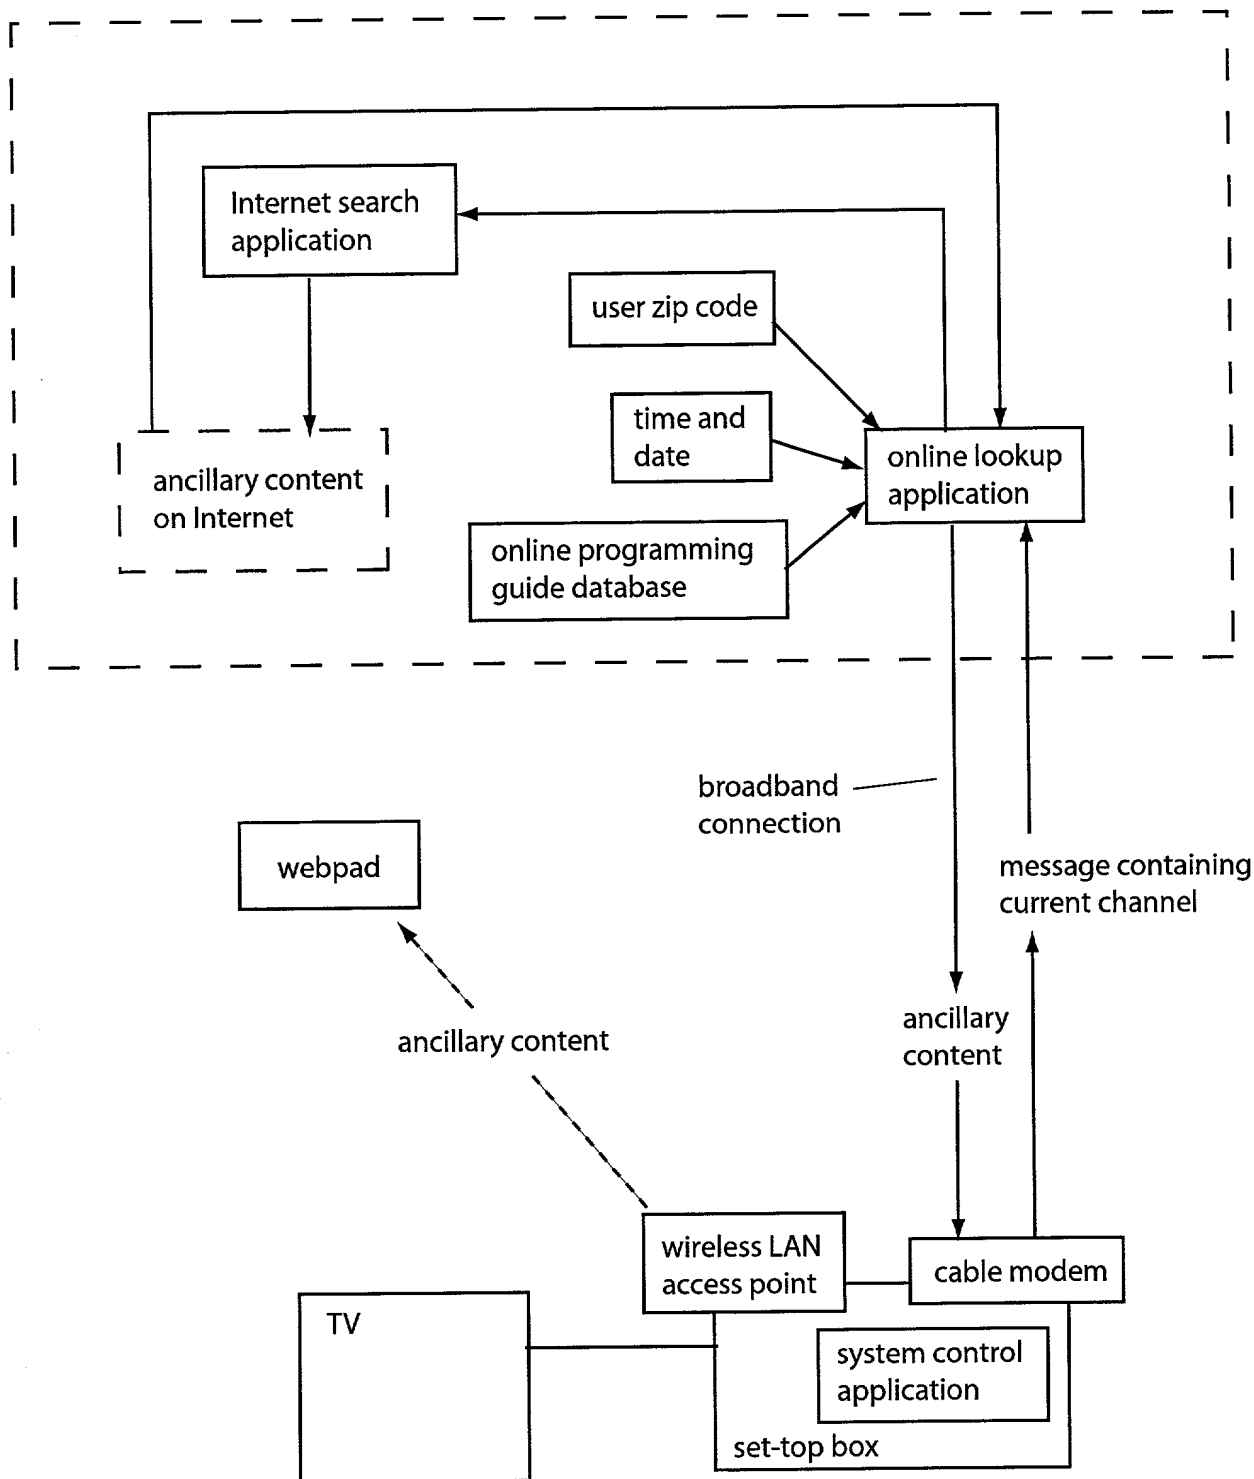 Internet search
application
user zip code
time and
date
online lookup
application
ancillary content
on Internet
online programming
guide database
broadband
connection
webpad
message containing
current channel
ancillary content
ancillary
content
wireless LAN
access point
cable modem
TV
system control
application
set-top box